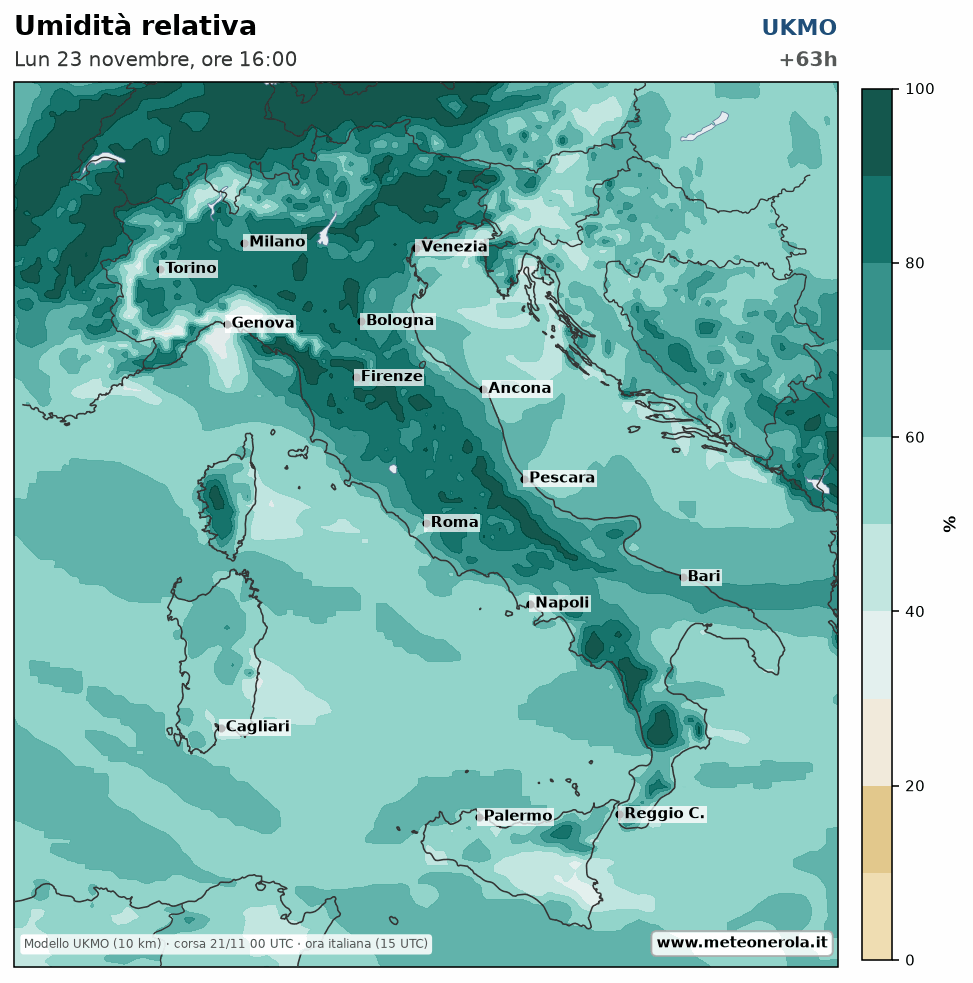 Umidità relativa
UKMO
Lun 23 novembre, ore 16:00
+63h
100
80
60
40
20
0
%
Milano
Venezia
Torino
Genova
Bologna
Firenze
Ancona
Pescara
Roma
Bari
Napoli
Cagliari
Palermo
Reggio C.
Modello UKMO (10 km) · corsa 21/11 00 UTC · ora italiana (15 UTC)
www.meteonerola.it